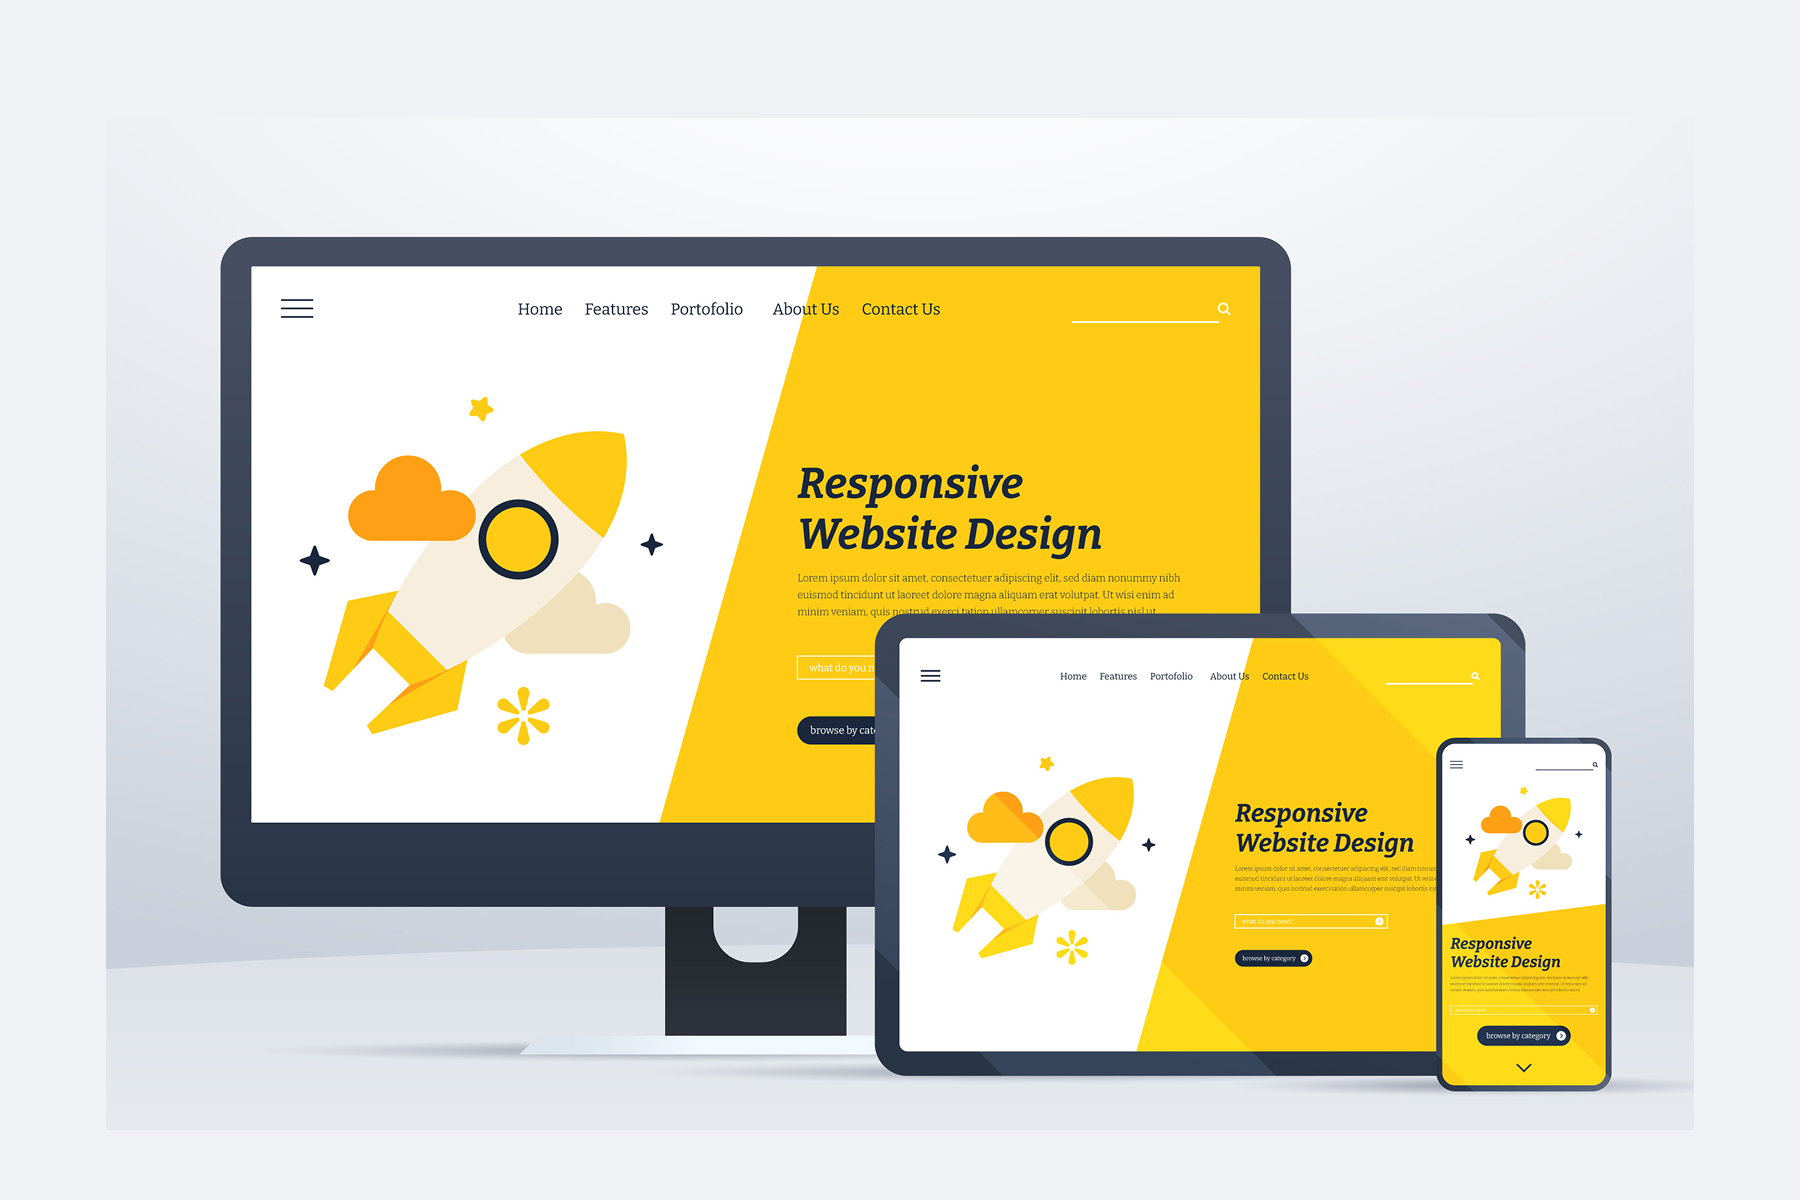 Home Features Portofolio About Us Contact Us
Responsive
Website Design
Lorem ipsum dolor sit amet, consectetuer adipiscing elit, sed diam nonummy nibh
euismod tincidunt ut laoreet dolore magna aliquam erat volutpat. Ut wisi enim ad
minim veniam, quis nostrud exerci tation ullamcorper suscipit lobortis nisl ut
what do you
browse by
Home Features Portofolio About Us Contact Us
Responsive
Website Design
Lorem ipsum dolor sit amet, consectetuer adipiscing elit, sed diam
euismod tincidunt ut laoreet dolore magna aliquam erat volutpat. Ut wisi
minim veniam, quis nostrud exerci tation ullamcorper suscipit lobortis
what do you need?
browse by category
Responsive
Website Design
browse by category